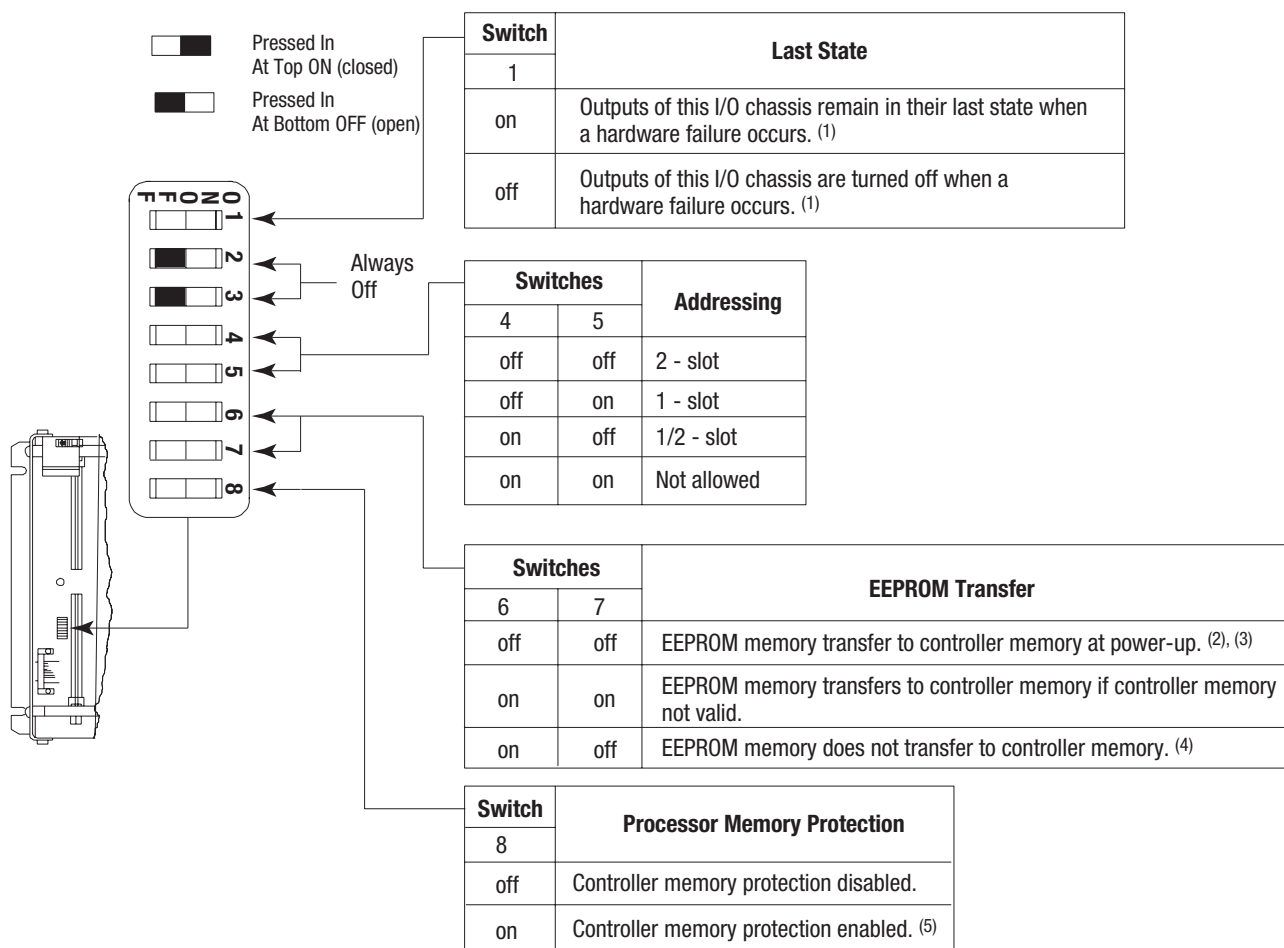 Pressed In
At Top ON (closed)
Pressed In
At Bottom OFF (open)
O N O F F
1
2
3
4
5
6
7
8
Always
Off
Switch Last State
1
on Outputs of this I/O chassis remain in their last state when
a hardware failure occurs. (1)
off Outputs of this I/O chassis are turned off when a
hardware failure occurs. (1)
Switches Addressing
4 5
off off 2 - slot
off on 1 - slot
on off 1/2 - slot
on on Not allowed
Switches EEPROM Transfer
6 7
off off EEPROM memory transfer to controller memory at power-up. (2), (3)
on on EEPROM memory transfers to controller memory if controller memory
not valid.
on off EEPROM memory does not transfer to controller memory. (4)
Switch Processor Memory Protection
8
off Controller memory protection disabled.
on Controller memory protection enabled. (5)